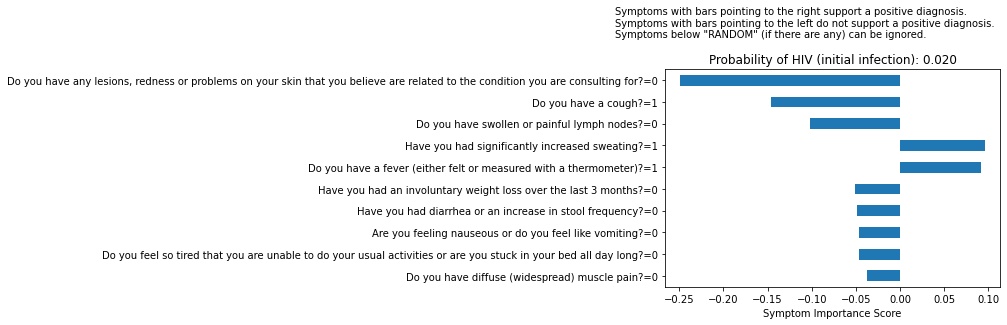 Symptoms with bars pointing to the right support a positive diagnosis.
Symptoms with bars pointing to the left do not support a positive diagnosis.
Symptoms below "RANDOM" (if there are any) can be ignored.
Probability of HIV (initial infection): 0.020
Do you have any lesions, redness or problems on your skin that you believe are related to the condition you are consulting for?=0
Do you have a cough?=1
Do you have swollen or painful lymph nodes?=0
Have you had significantly increased sweating?=1
Do you have a fever (either felt or measured with a thermometer)?=1
Have you had an involuntary weight loss over the last 3 months?=0
Have you had diarrhea or an increase in stool frequency?=0
Are you feeling nauseous or do you feel like vomiting?=0
Do you feel so tired that you are unable to do your usual activities or are you stuck in your bed all day long?=0
Do you have diffuse (widespread) muscle pain?=0
−0.25 −0.20 −0.15 −0.10 −0.05 0.00 0.05 0.10
Symptom Importance Score